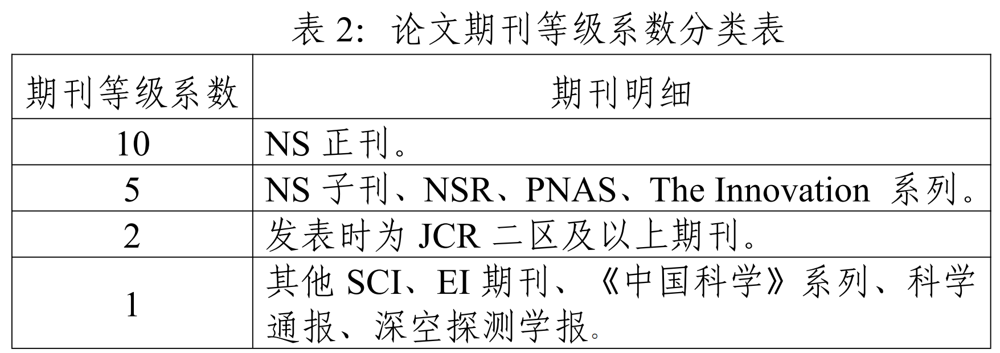 表 2：论文期刊等级系数分类表
期刊等级系数 期刊明细
10 NS 正刊。
5 NS 子刊、NSR、PNAS、The Innovation 系列。
2 发表时为 JCR 二区及以上期刊。
1 其他 SCI、EI 期刊、《中国科学》系列、科学
通报、深空探测学报。